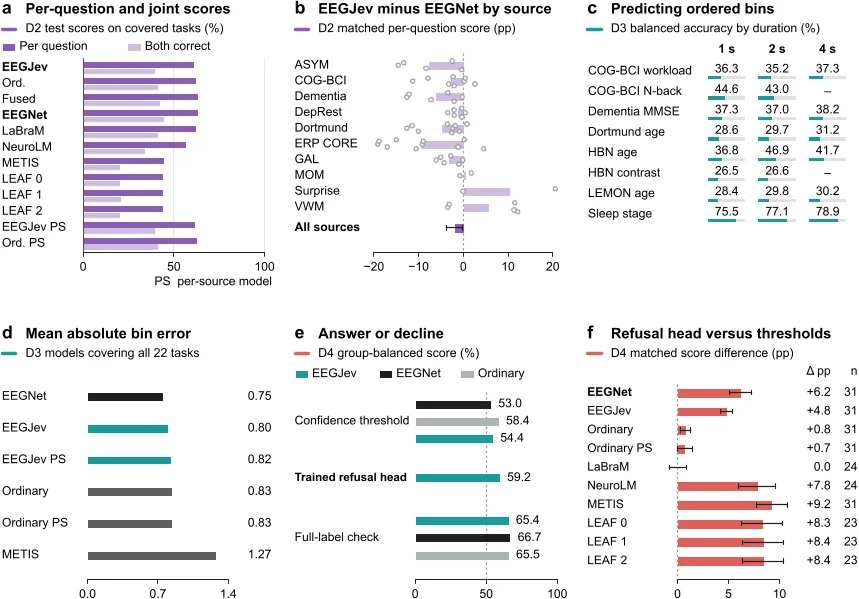 a Per-question and joint scores
D2 test scores on covered tasks (%)
Per question Both correct
EEGJev
Ord.
Fused
EEGNet
LaBraM
NeuroLM
METIS
LEAF 0
LEAF 1
LEAF 2
EEGJev PS
Ord. PS
0 50 100
PS per-source model
b EEGJev minus EEGNet by source
D2 matched per-question score (pp)
ASYM
COG-BCI
Dementia
DepRest
Dortmund
ERP CORE
GAL
MOM
Surprise
VWM
All sources
−20 −10 0 10 20
c Predicting ordered bins
D3 balanced accuracy by duration (%)
1 s 2 s 4 s
COG-BCI workload 36.3 35.2 37.3
COG-BCI N-back 44.6 43.0 –
Dementia MMSE 37.3 37.0 38.2
Dortmund age 28.6 29.7 31.2
HBN age 36.8 46.9 41.7
HBN contrast 26.5 26.6 –
LEMON age 28.4 29.8 30.2
Sleep stage 75.5 77.1 78.9
d Mean absolute bin error
D3 models covering all 22 tasks
EEGNet 0.75
EEGJev 0.80
EEGJev PS 0.82
Ordinary 0.83
Ordinary PS 0.83
METIS 1.27
0.0 0.7 1.4
e Answer or decline
D4 group-balanced score (%)
EEGJev EEGNet Ordinary
53.0
Confidence threshold 58.4
54.4
Trained refusal head 59.2
65.4
Full-label check 66.7
65.5
0 50 100
f Refusal head versus thresholds
D4 matched score difference (pp)
Δ pp n
EEGNet +6.2 31
EEGJev +4.8 31
Ordinary +0.8 31
Ordinary PS +0.7 31
LaBraM 0.0 24
NeuroLM +7.8 24
METIS +9.2 31
LEAF 0 +8.3 23
LEAF 1 +8.4 23
LEAF 2 +8.4 23
0 5 10